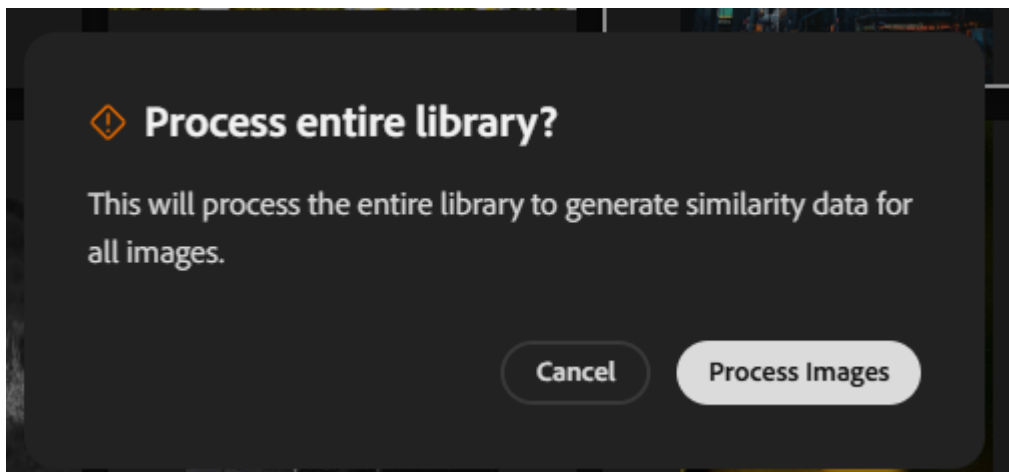 Process entire library?
This will process the entire library to generate similarity data for
all images.
Cancel
Process Images